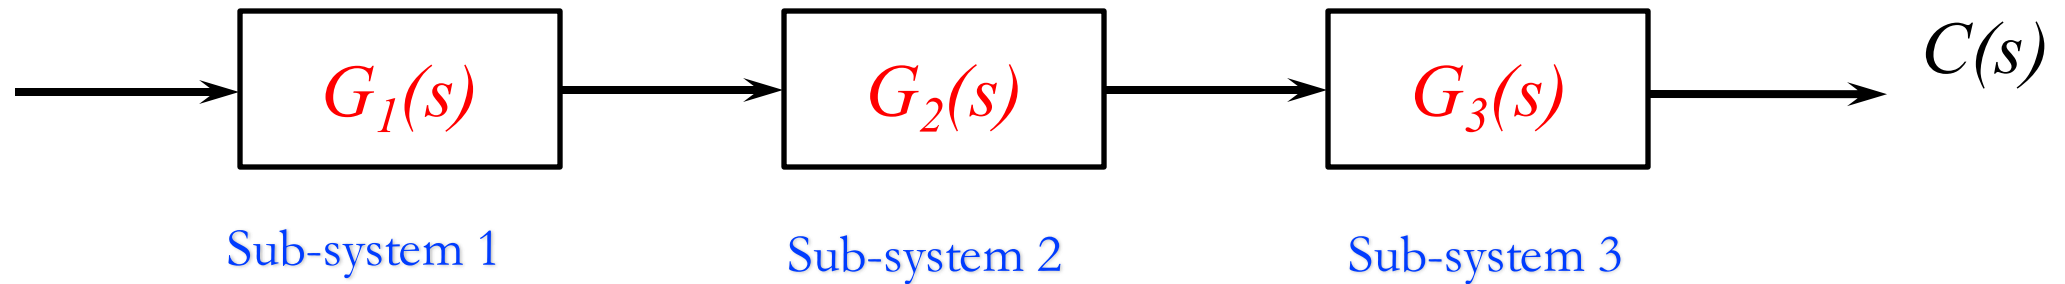 G₁(s)
G₂(s)
G₃(s)
C(s)
Sub-system 1
Sub-system 2
Sub-system 3